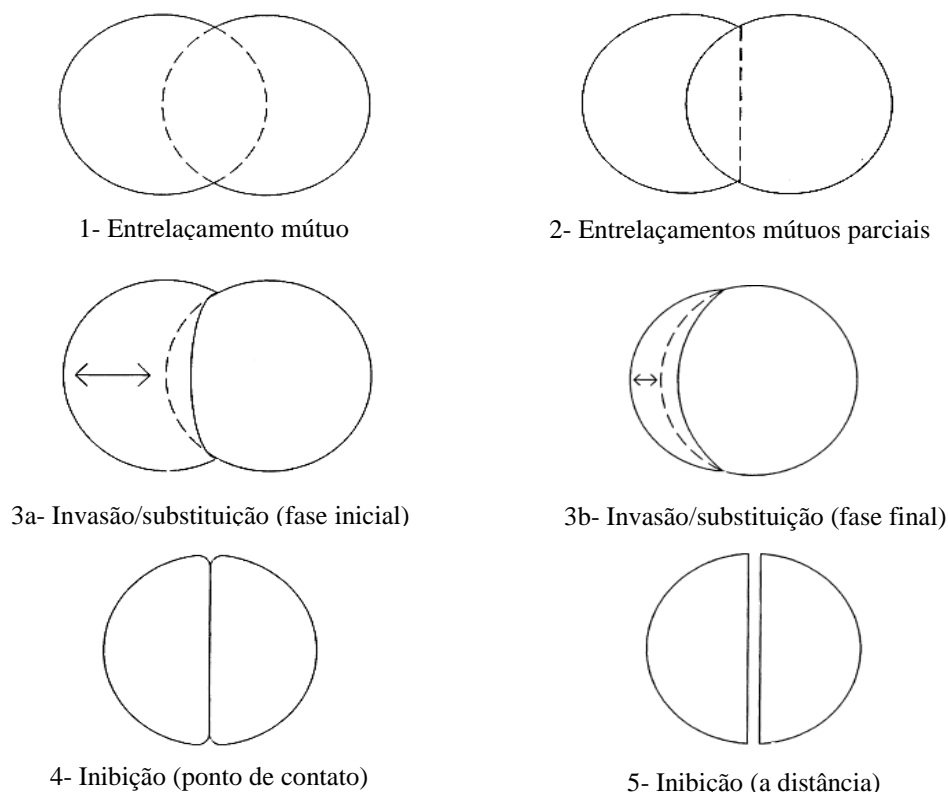 1- Entrelaçamento mútuo
2- Entrelaçamentos mútuos parciais
3a- Invasão/substituição (fase inicial)
3b- Invasão/substituição (fase final)
4- Inibição (ponto de contato)
5- Inibição (a distância)